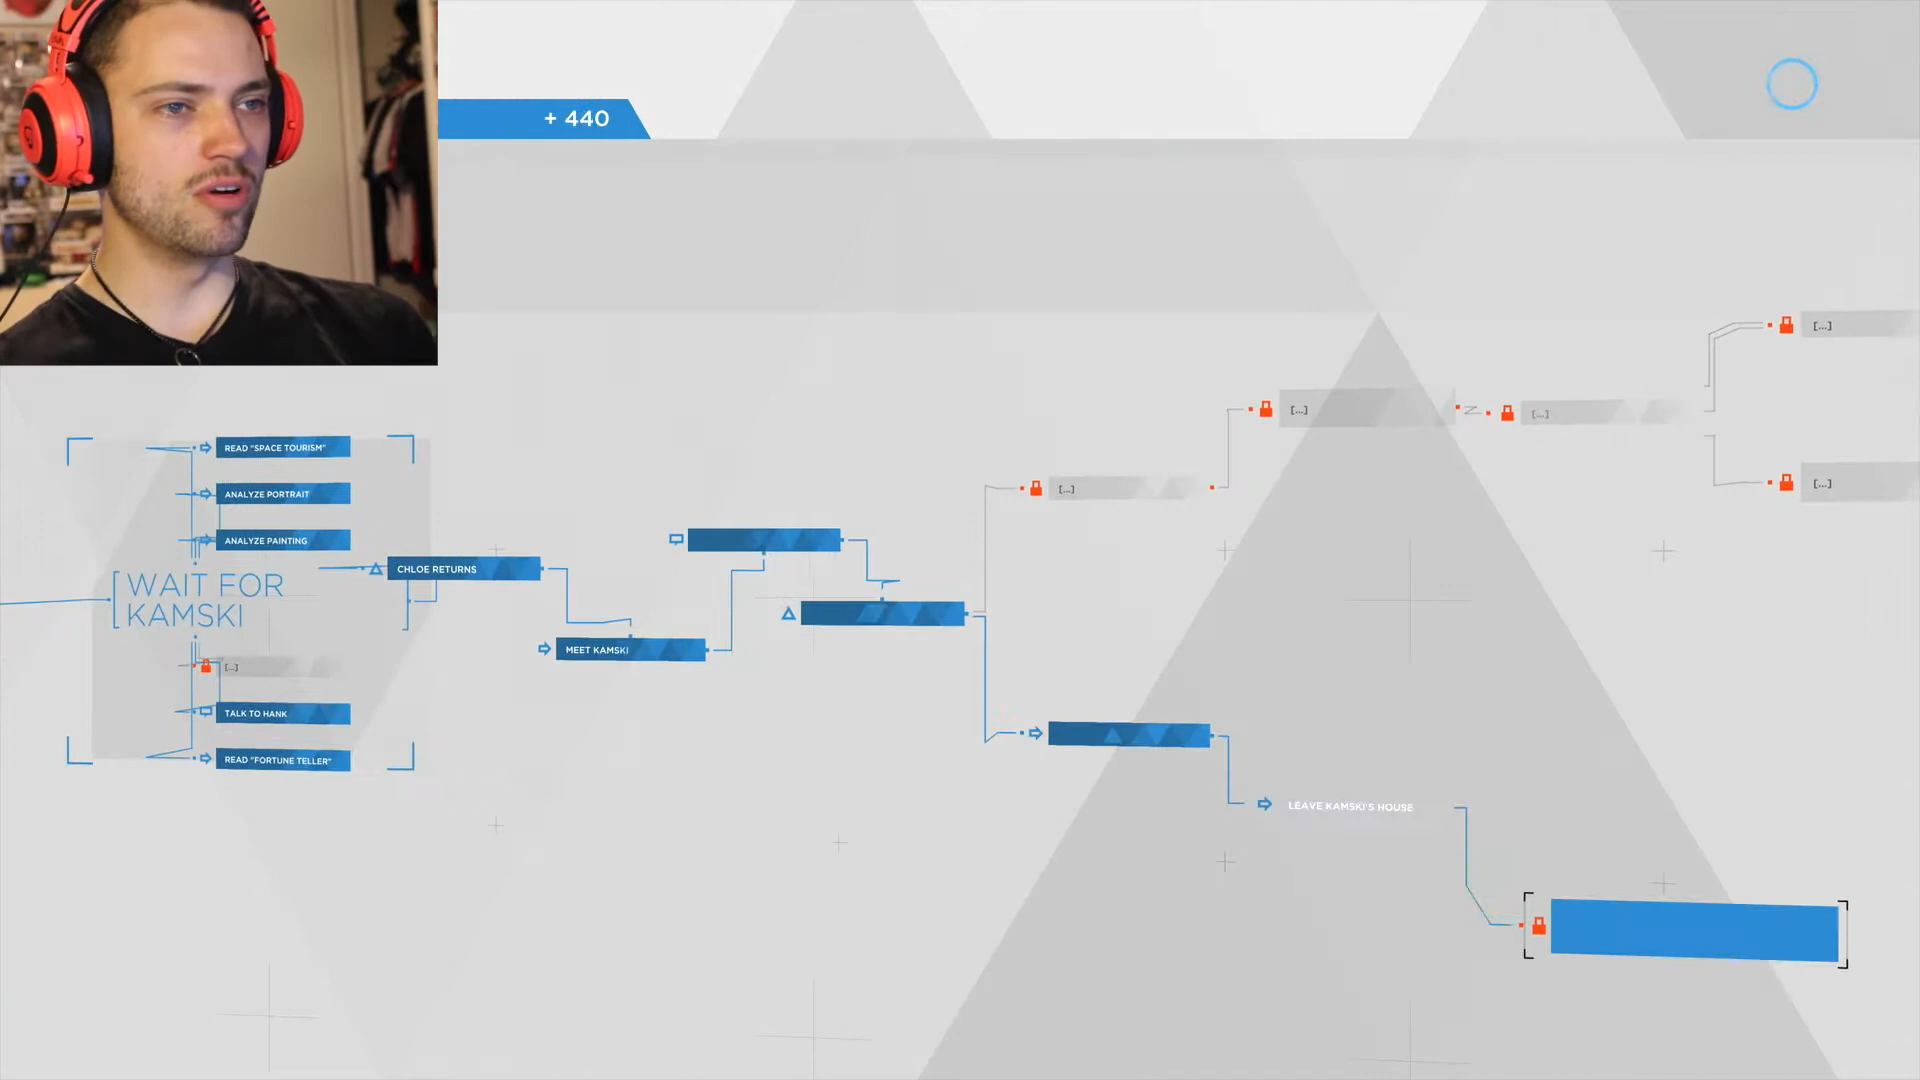 + 440
[...]
[...]
[...]
READ "SPACE TOURISM"
[...]
ANALYZE PORTRAIT
[...]
[...]
ANALYZE PAINTING
CHLOE RETURNS
WAIT FOR
KAMSKI
MEET KAMSKI
[...]
TALK TO HANK
READ "FORTUNE TELLER"
LEAVE KAMSKI'S HOUSE